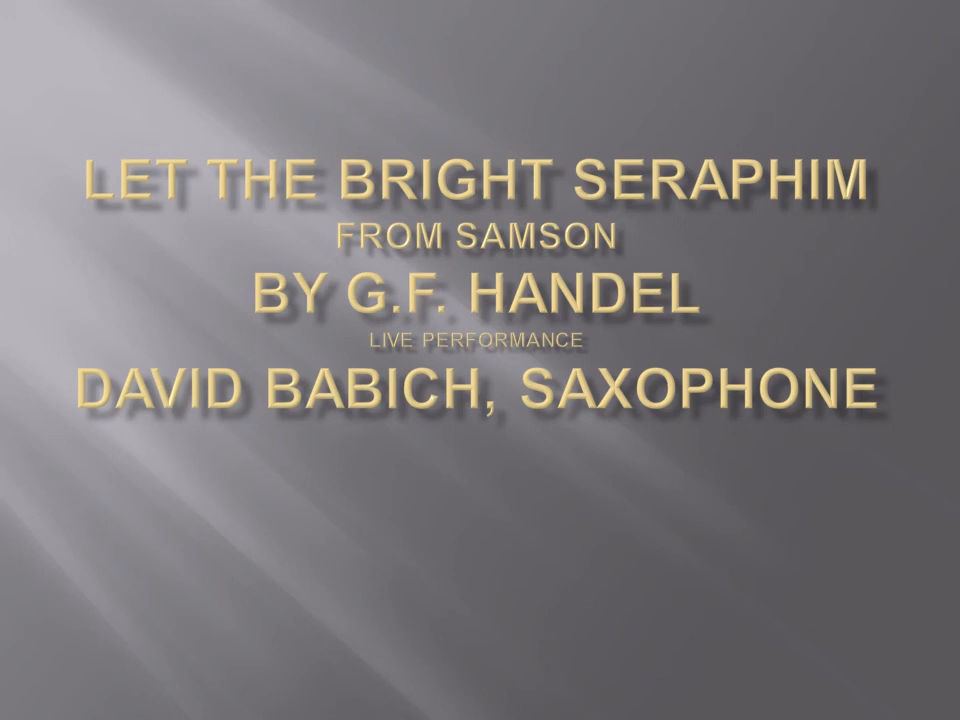 LET THE BRIGHT SERAPHIM
FROM SAMSON
BY G.F. HANDEL
LIVE PERFORMANCE
DAVID BABICH, SAXOPHONE